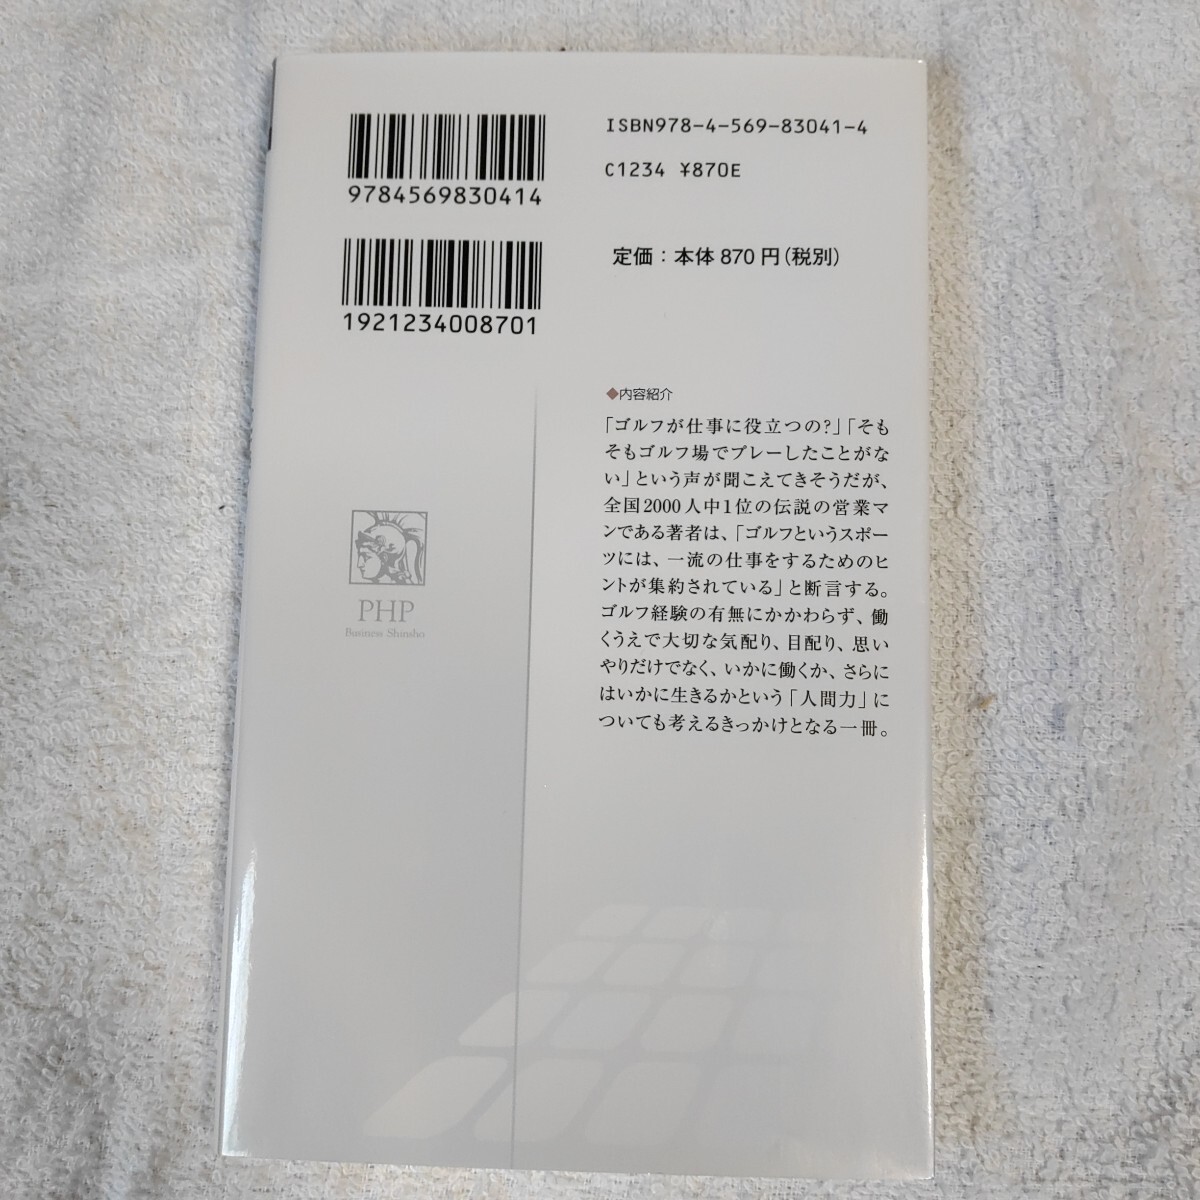 9784569830414
ISBN978-4-569-83041-4
C1234 ¥870E
1921234008701
定価：本体 870 円（税別）
◆内容紹介
「ゴルフが仕事に役立つの？」「そも
そもゴルフ場でプレーしたことがな
い」という声が聞こえてきそうだが、
全国2000人中1位の伝説の営業マ
ンである著者は、「ゴルフというスポー
ツには、一流の仕事をするためのヒ
ントが集約されている」と断言する。
ゴルフ経験の有無にかかわらず、働
くうえで大切な気配り、目配り、思い
やりだけでなく、いかに働くか、さらに
はいかに生きるかという「人間力」に
ついても考えるきっかけとなる一冊。
PHP
Business Shinsho